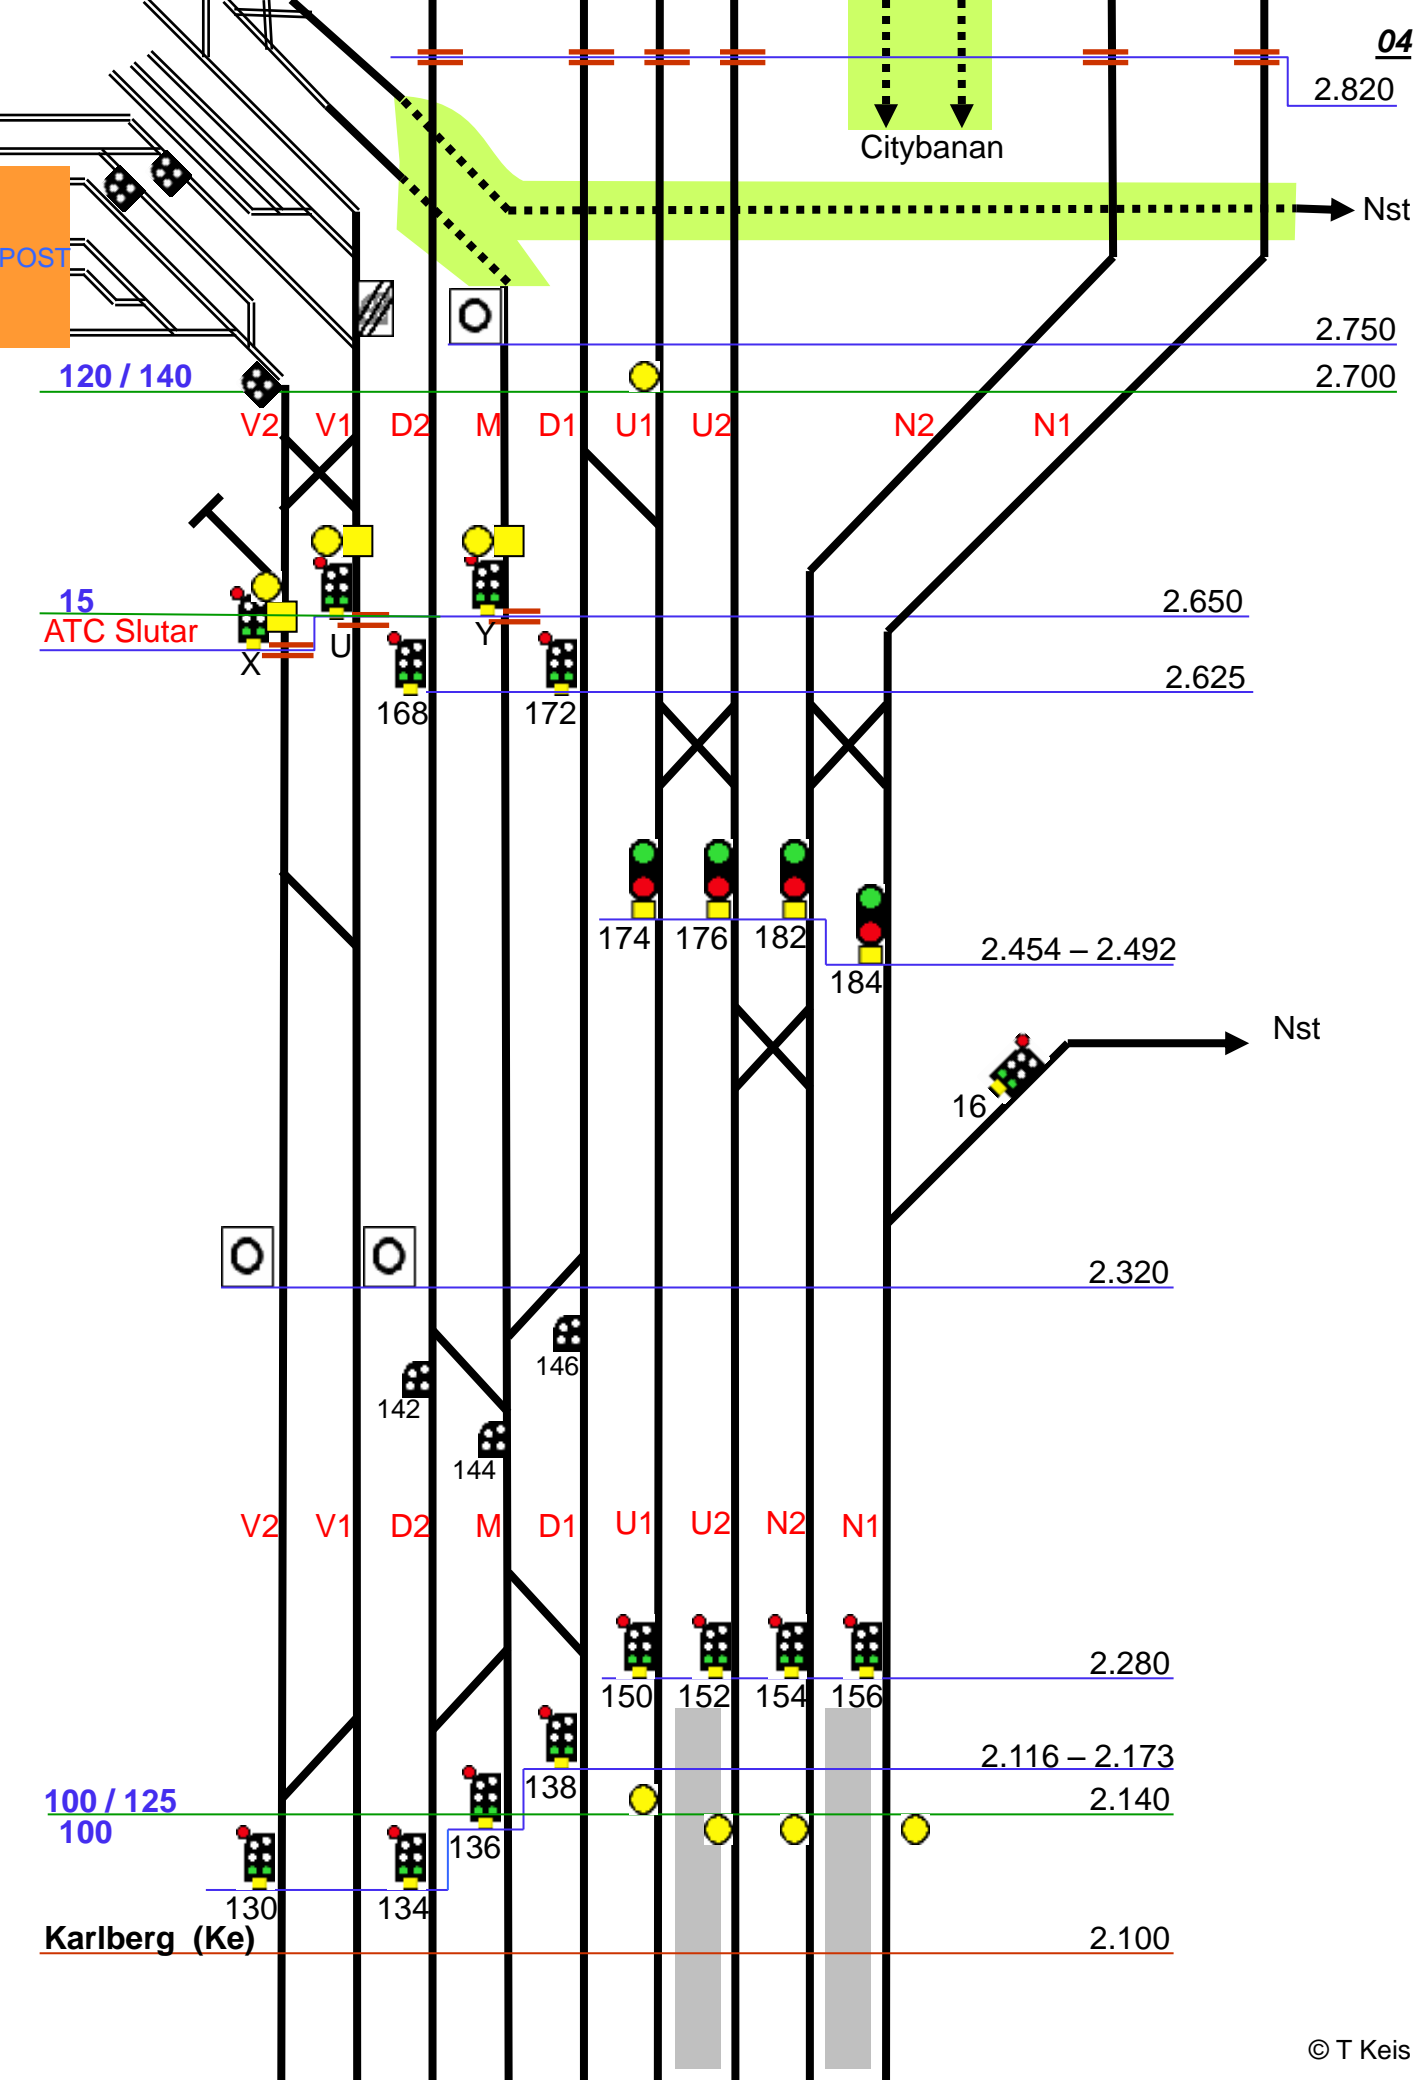 04
2.820
Citybanan
Nst
POST
2.750
120 / 140
2.700
V2 V1 D2 M D1 U1 U2 N2 N1
15
2.650
ATC Slutar
X U Y
2.625
168 172
174 176 182
2.454 – 2.492
184
Nst
16
2.320
146
142
144
V2 V1 D2 M D1 U1 U2 N2 N1
2.280
150 152 154 156
2.116 – 2.173
138
100 / 125
2.140
100
136
130 134
Karlberg (Ke)
2.100
© T Keis